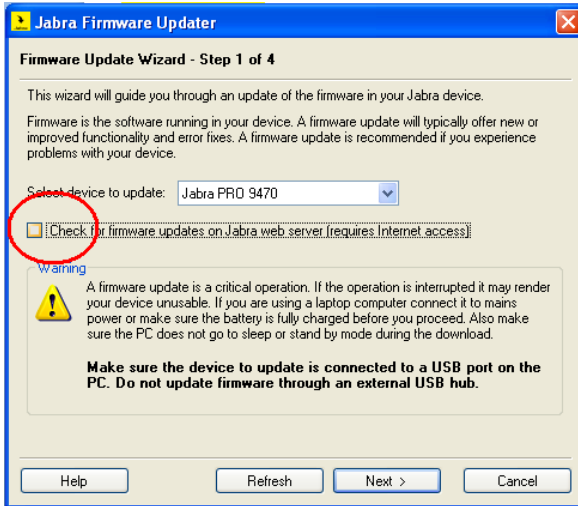 Jabra Firmware Updater
Firmware Update Wizard - Step 1 of 4
This wizard will guide you through an update of the firmware in your Jabra device.
Firmware is the software running in your device. A firmware update will typically offer new or
improved functionality and error fixes. A firmware update is recommended if you experience
problems with your device.
Select device to update: Jabra PRO 9470
Check for firmware updates on Jabra web server (requires Internet access)
Warning
A firmware update is a critical operation. If the operation is interrupted it may render
your device unusable. If you are using a laptop computer connect it to mains
power or make sure the battery is fully charged before you proceed. Also make
sure the PC does not go to sleep or stand by mode during the download.
Make sure the device to update is connected to a USB port on the
PC. Do not update firmware through an external USB hub.
Help Refresh Next > Cancel